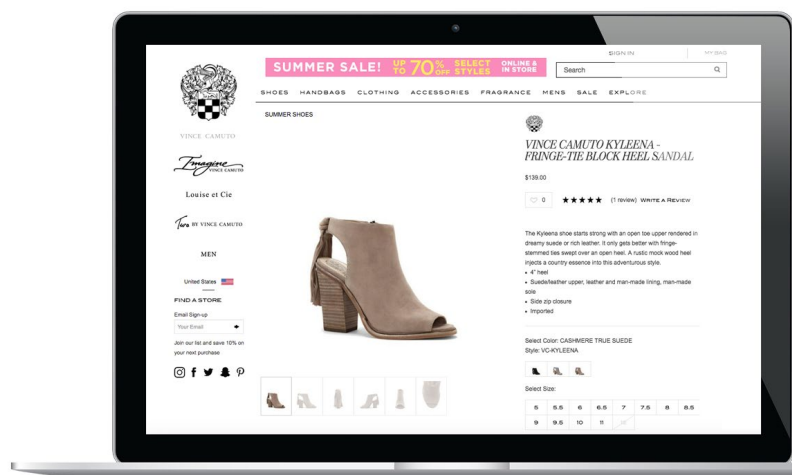 SIGN IN
MY BAG
SUMMER SALE! UP TO 70% OFF SELECT STYLES ONLINE & IN STORE
Search
SHOES HANDBAGS CLOTHING ACCESSORIES FRAGRANCE MENS SALE EXPLORE
VINCE CAMUTO
Imagine
VINCE CAMUTO
Louise et Cie
BY VINCE CAMUTO
MEN
United States
FIND A STORE
Email Sign-up
Your Email
Join our list and save 10% on
your next purchase
SUMMER SHOES
VINCE CAMUTO KYLEENA -
FRINGE-TIE BLOCK HEEL SANDAL
$139.00
0 ★★★★★ (1 review) WRITE A REVIEW
The Kyleena shoe starts strong with an open toe upper rendered in
dreamy suede or rich leather. It only gets better with fringe-
stemmed ties swept over an open heel. A rustic mock wood heel
injects a country essence into this adventurous style.
• 4" heel
• Suede/leather upper, leather and man-made lining, man-made
sole
• Side zip closure
• Imported
Select Color: CASHMERE TRUE SUEDE
Style: VC-KYLEENA
Select Size:
5 5.5 6 6.5 7 7.5 8 8.5
9 9.5 10 11